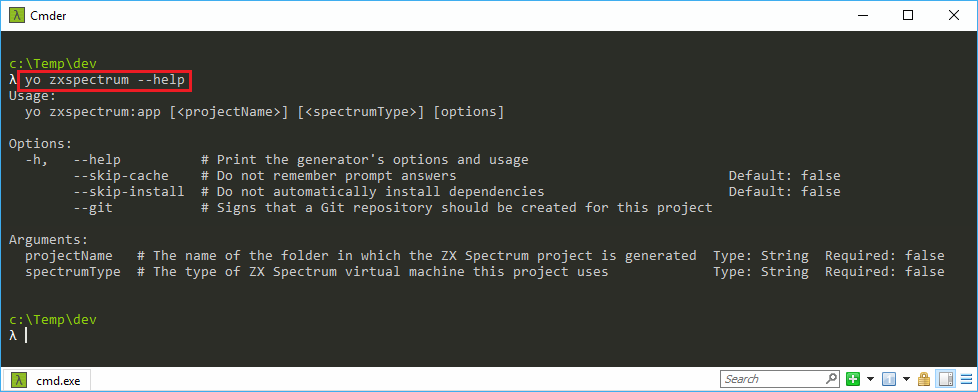 λ Cmder
c:\Temp\dev
λ yo zxspectrum --help
Usage:
  yo zxspectrum:app [<projectName>] [<spectrumType>] [options]
Options:
  -h,   --help          # Print the generator's options and usage
        --skip-cache    # Do not remember prompt answers                                  Default: false
        --skip-install  # Do not automatically install dependencies                       Default: false
        --git           # Signs that a Git repository should be created for this project
Arguments:
  projectName   # The name of the folder in which the ZX Spectrum project is generated  Type: String  Required: false
  spectrumType  # The type of ZX Spectrum virtual machine this project uses             Type: String  Required: false
c:\Temp\dev
λ
λ cmd.exe Search